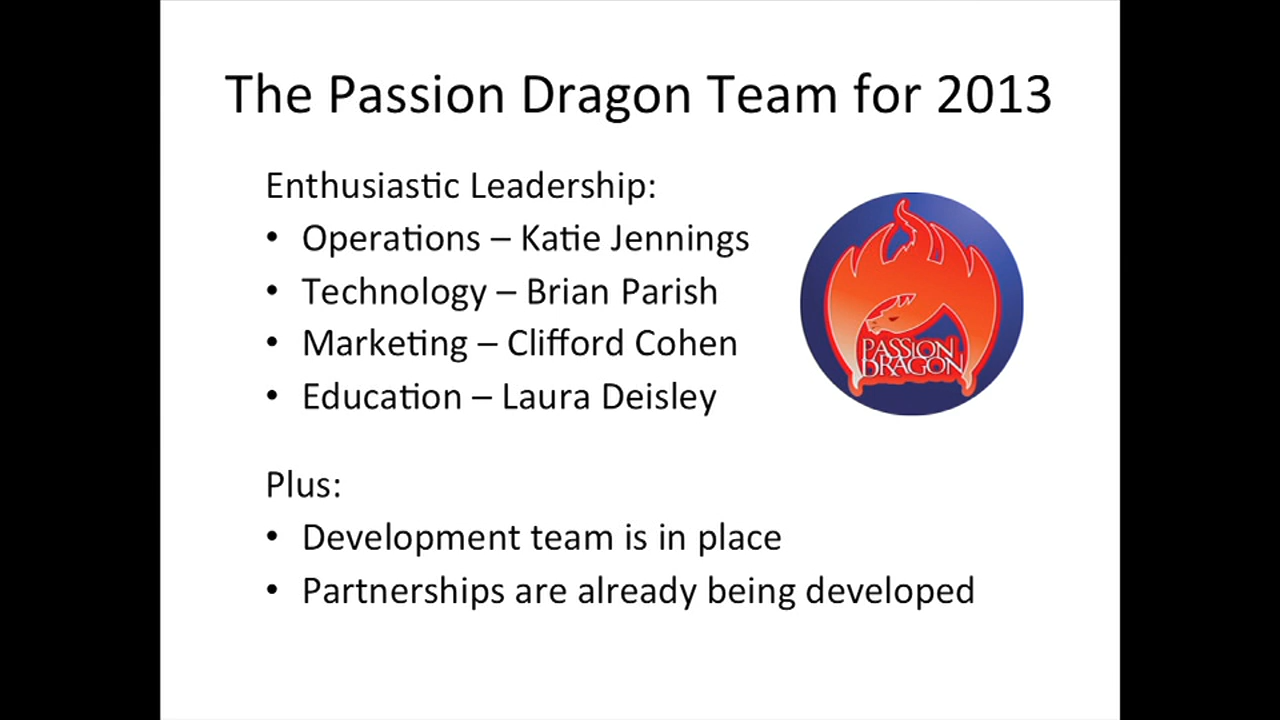 The Passion Dragon Team for 2013
Enthusiastic Leadership:
• Operations – Katie Jennings
• Technology – Brian Parish
• Marketing – Clifford Cohen
• Education – Laura Deisley
PASSION
DRAGON
Plus:
• Development team is in place
• Partnerships are already being developed